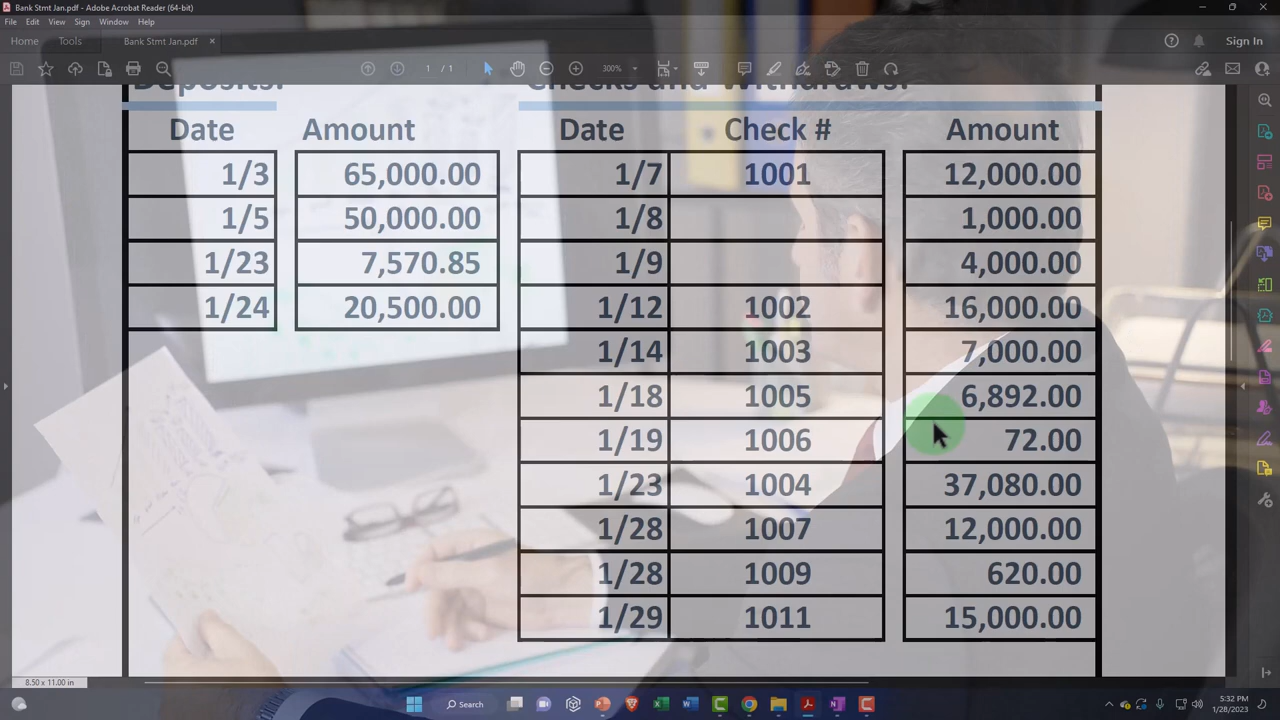 Bank Stmt Jan.pdf - Adobe Acrobat Reader (64-bit)
File Edit View Sign Window Help
Home Tools Bank Stmt Jan.pdf × Sign In
1 / 1 300%
Deposits: Checks and Withdraws:
Date Amount Date Check # Amount
1/3 65,000.00 1/7 1001 12,000.00
1/5 50,000.00 1/8 1,000.00
1/23 7,570.85 1/9 4,000.00
1/24 20,500.00 1/12 1002 16,000.00
1/14 1003 7,000.00
1/18 1005 6,892.00
1/19 1006 72.00
1/23 1004 37,080.00
1/28 1007 12,000.00
1/28 1009 620.00
1/29 1011 15,000.00
8.50 x 11.00 in
Search 5:32 PM
1/28/2023